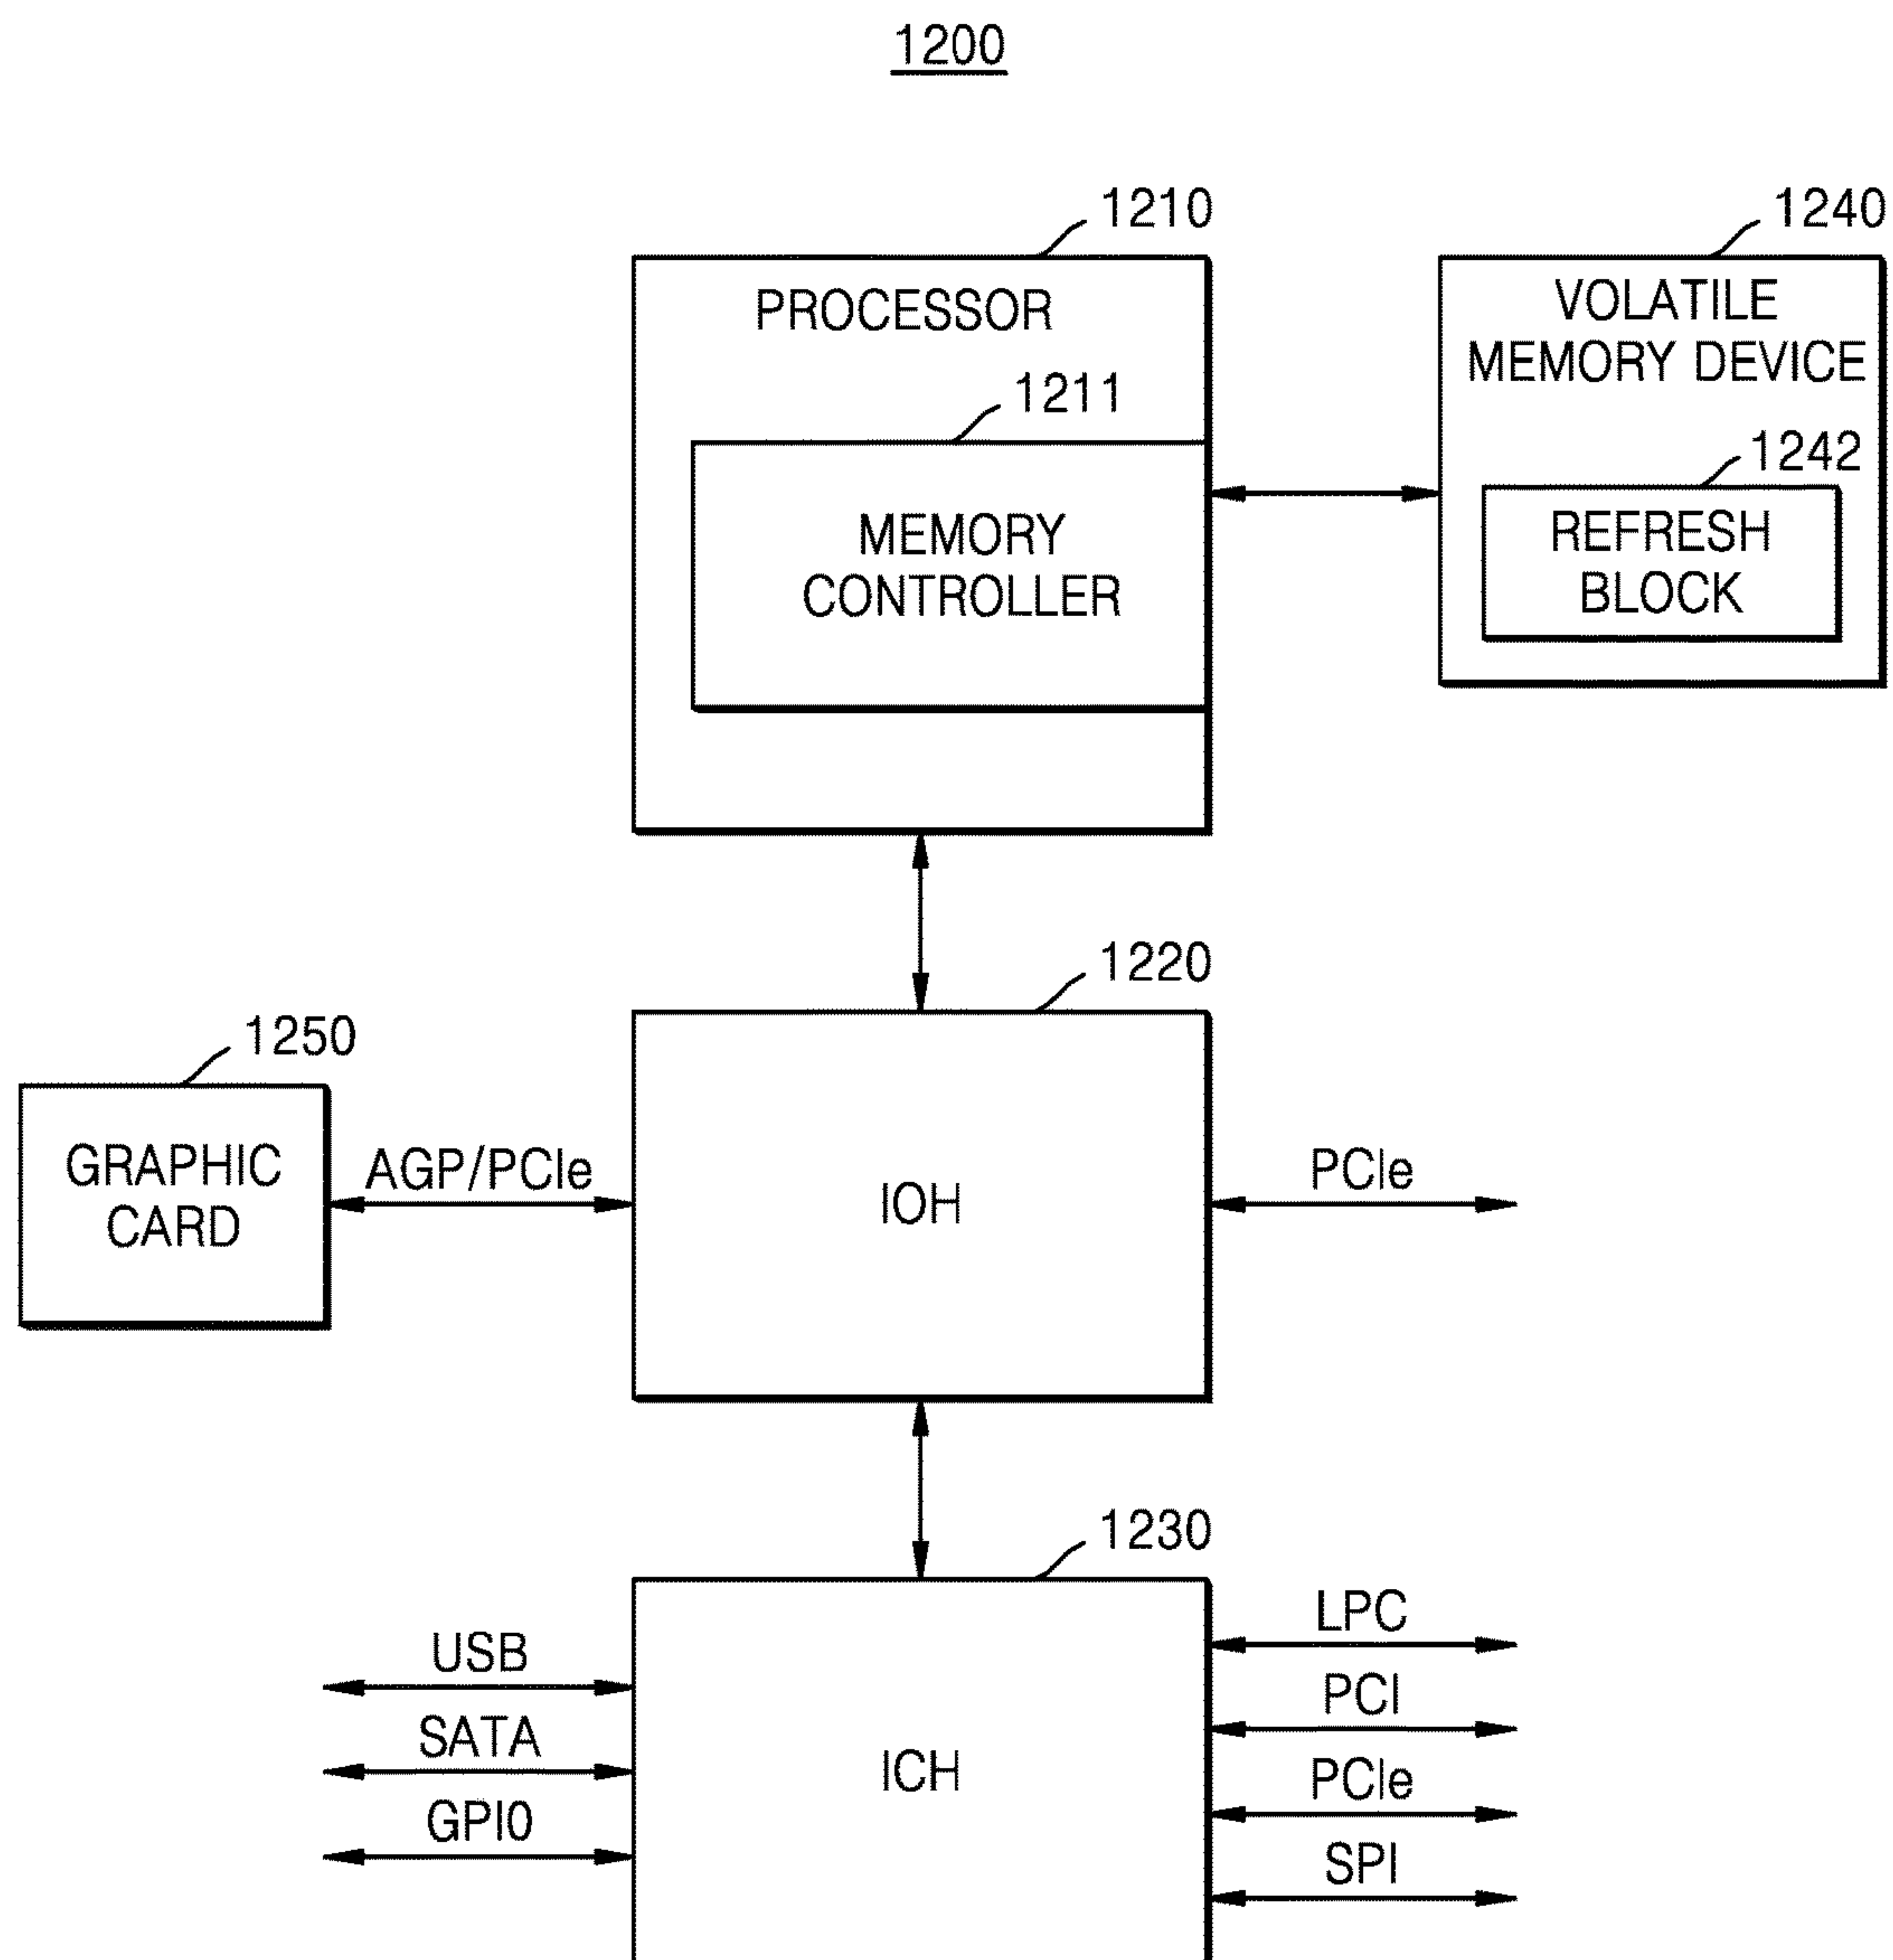 1200
1210
1240
PROCESSOR
VOLATILE
MEMORY DEVICE
1211
1242
MEMORY
CONTROLLER
REFRESH
BLOCK
1220
1250
GRAPHIC
CARD
AGP/PCIe
IOH
PCIe
1230
USB
SATA
GPI0
ICH
LPC
PCI
PCIe
SPI